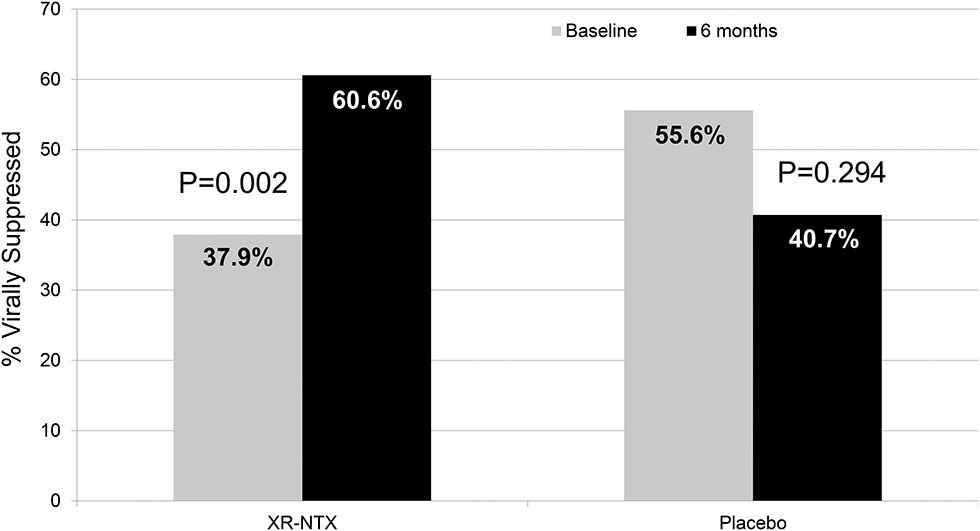 70
Baseline
6 months
60
60.6%
55.6%
50
P=0.002
P=0.294
40
37.9%
40.7%
30
20
10
0
% Virally Suppressed
XR-NTX
Placebo